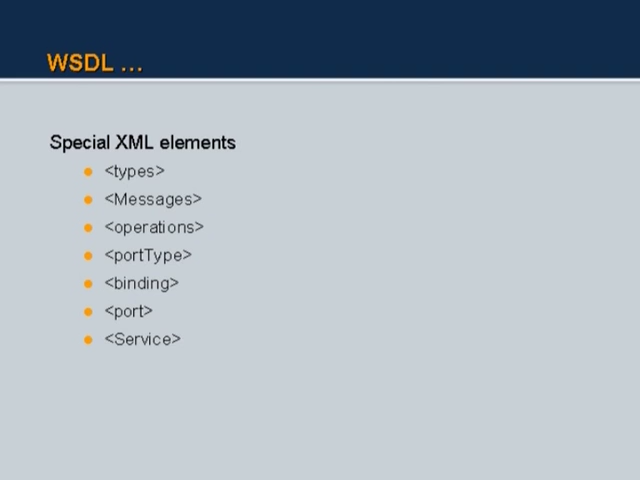 WSDL ...
Special XML elements
<types>
<Messages>
<operations>
<portType>
<binding>
<port>
<Service>